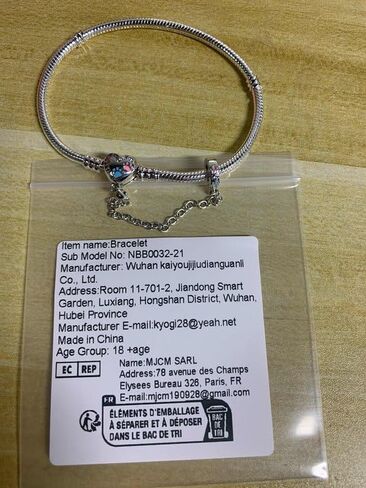 Item name:Bracelet
Sub Model No: NBB0032-21
Manufacturer: Wuhan kaiyoujijiudianguanli
Co., Ltd.
Address:Room 11-701-2, Jiandong Smart
Garden, Luxiang, Hongshan District, Wuhan,
Hubei Province
Manufacturer E-mail:kyogi28@yeah.net
Made in China
Age Group: 18 +age
EC REP
Name:MJCM SARL
Address:78 avenue des Champs
Elysees Bureau 326, Paris, FR
E-mail:mjcm190928@gmail.com
FR
ÉLÉMENTS D'EMBALLAGE
À SÉPARER ET À DÉPOSER
DANS LE BAC DE TRI
BAC
DE
TRI